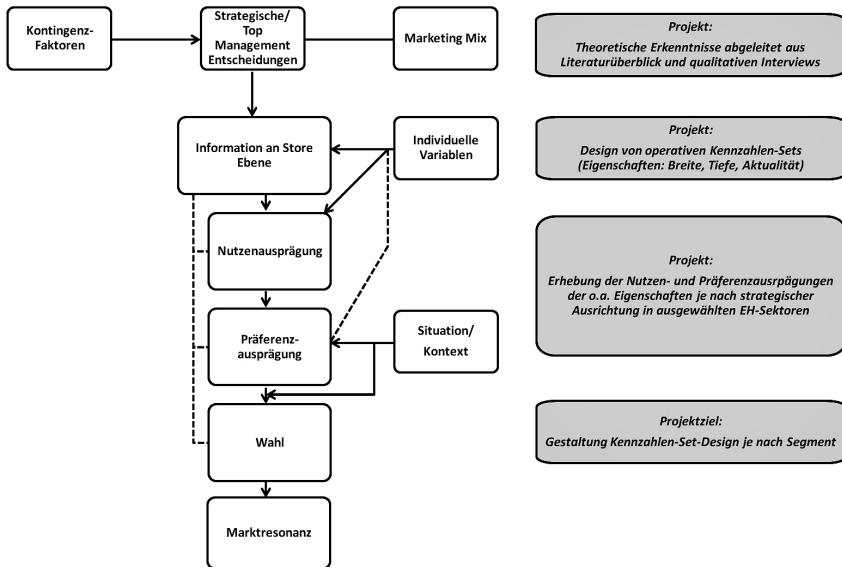 Kontingenz-
Faktoren
Strategische/
Top
Management
Entscheidungen
Marketing Mix
Projekt:
Theoretische Erkenntnisse abgeleitet aus
Literaturüberblick und qualitativen Interviews
Information an Store
Ebene
Individuelle
Variablen
Projekt:
Design von operativen Kennzahlen-Sets
(Eigenschaften: Breite, Tiefe, Aktualität)
Nutzenausprägung
Projekt:
Erhebung der Nutzen- und Präferenzausrpägungen
der o.a. Eigenschaften je nach strategischer
Ausrichtung in ausgewählten EH-Sektoren
Präferenz-
ausprägung
Situation/
Kontext
Wahl
Projektziel:
Gestaltung Kennzahlen-Set-Design je nach Segment
Marktresonanz